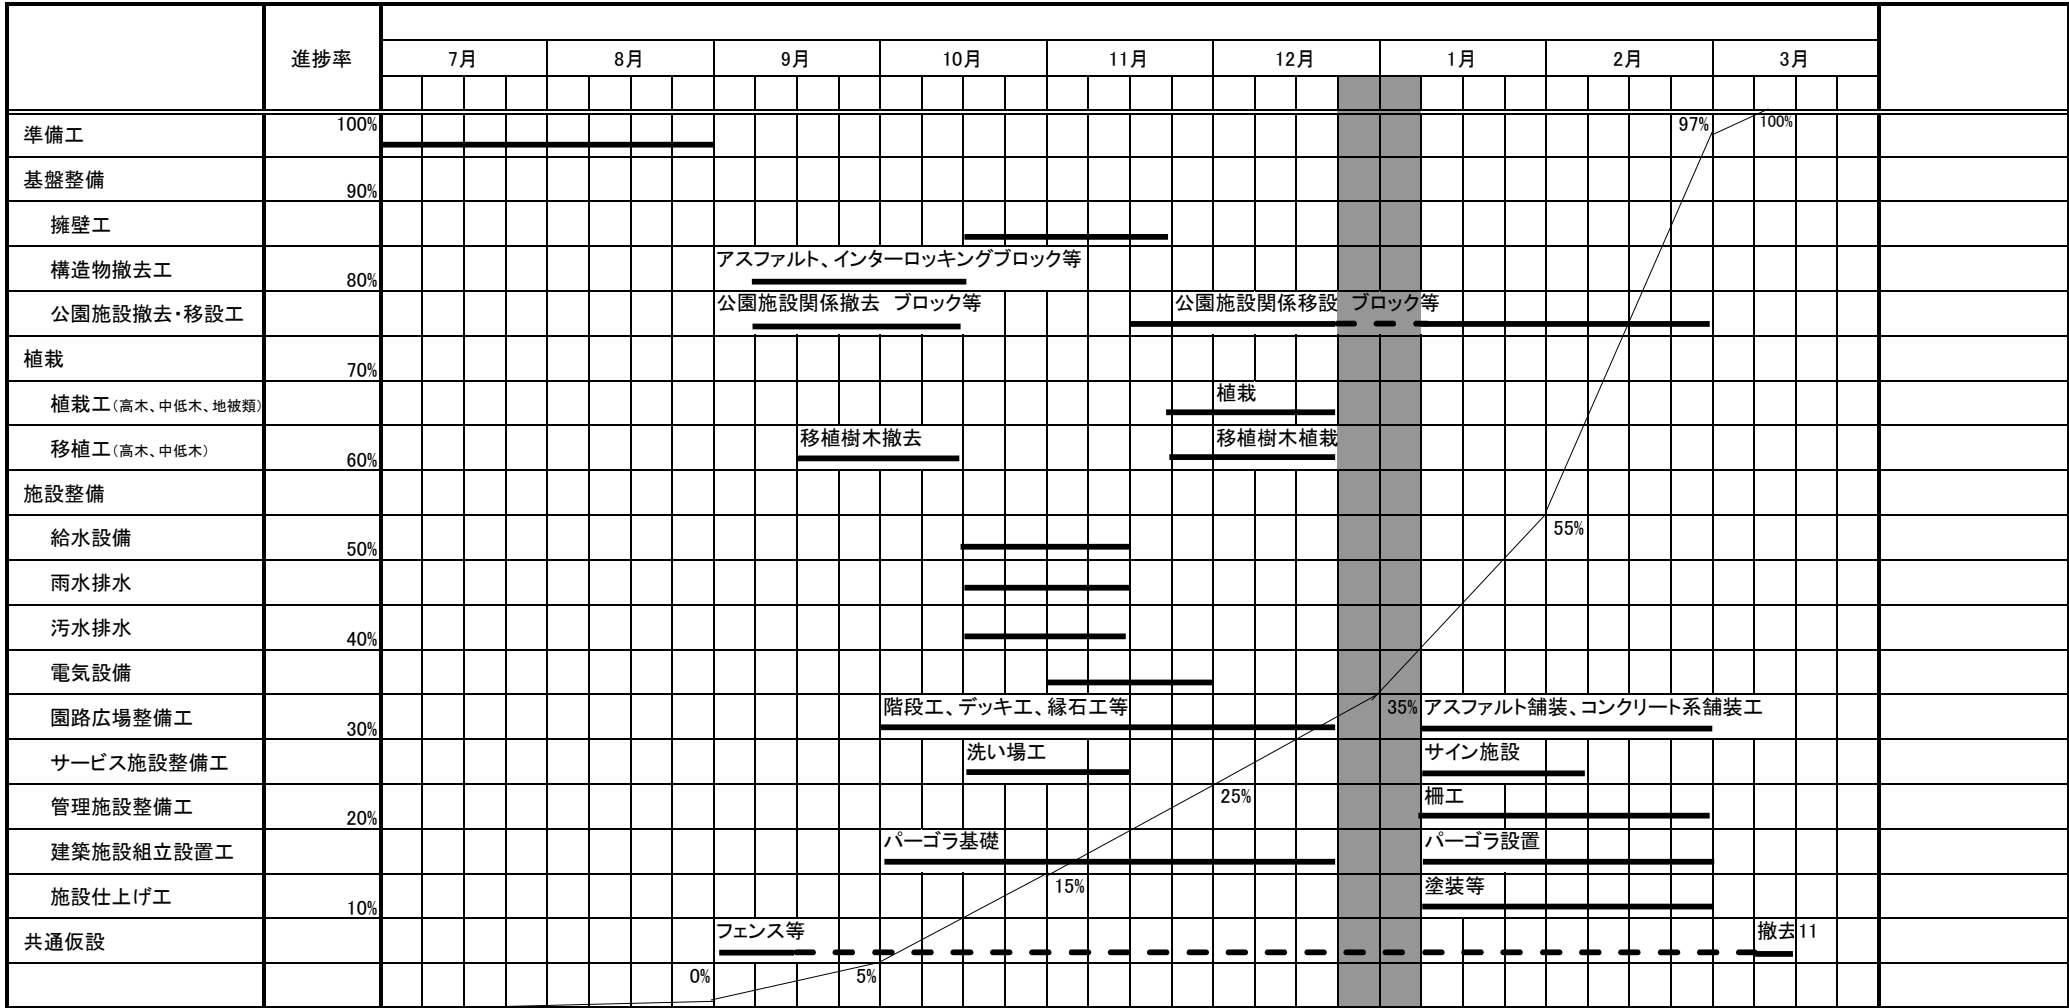 進捗率
7月 8月 9月 10月 11月 12月 1月 2月 3月
準備工 100% 97% 100%
基盤整備 90%
擁壁工
構造物撤去工 80% アスファルト、インターロッキングブロック等
公園施設撤去・移設工 公園施設関係撤去 ブロック等 公園施設関係移設 ブロック等
植栽 70%
植栽工(高木、中低木、地被類) 植栽
移植工(高木、中低木) 60% 移植樹木撤去 移植樹木植栽
施設整備
給水設備 50% 55%
雨水排水
汚水排水 40%
電気設備
園路広場整備工 30% 階段工、デッキ工、縁石工等 35% アスファルト舗装、コンクリート系舗装工
サービス施設整備工 洗い場工 サイン施設
管理施設整備工 20% 25% 柵工
建築施設組立設置工 パーゴラ基礎 パーゴラ設置
施設仕上げ工 10% 15% 塗装等
共通仮設 フェンス等 撤去11
0% 5%